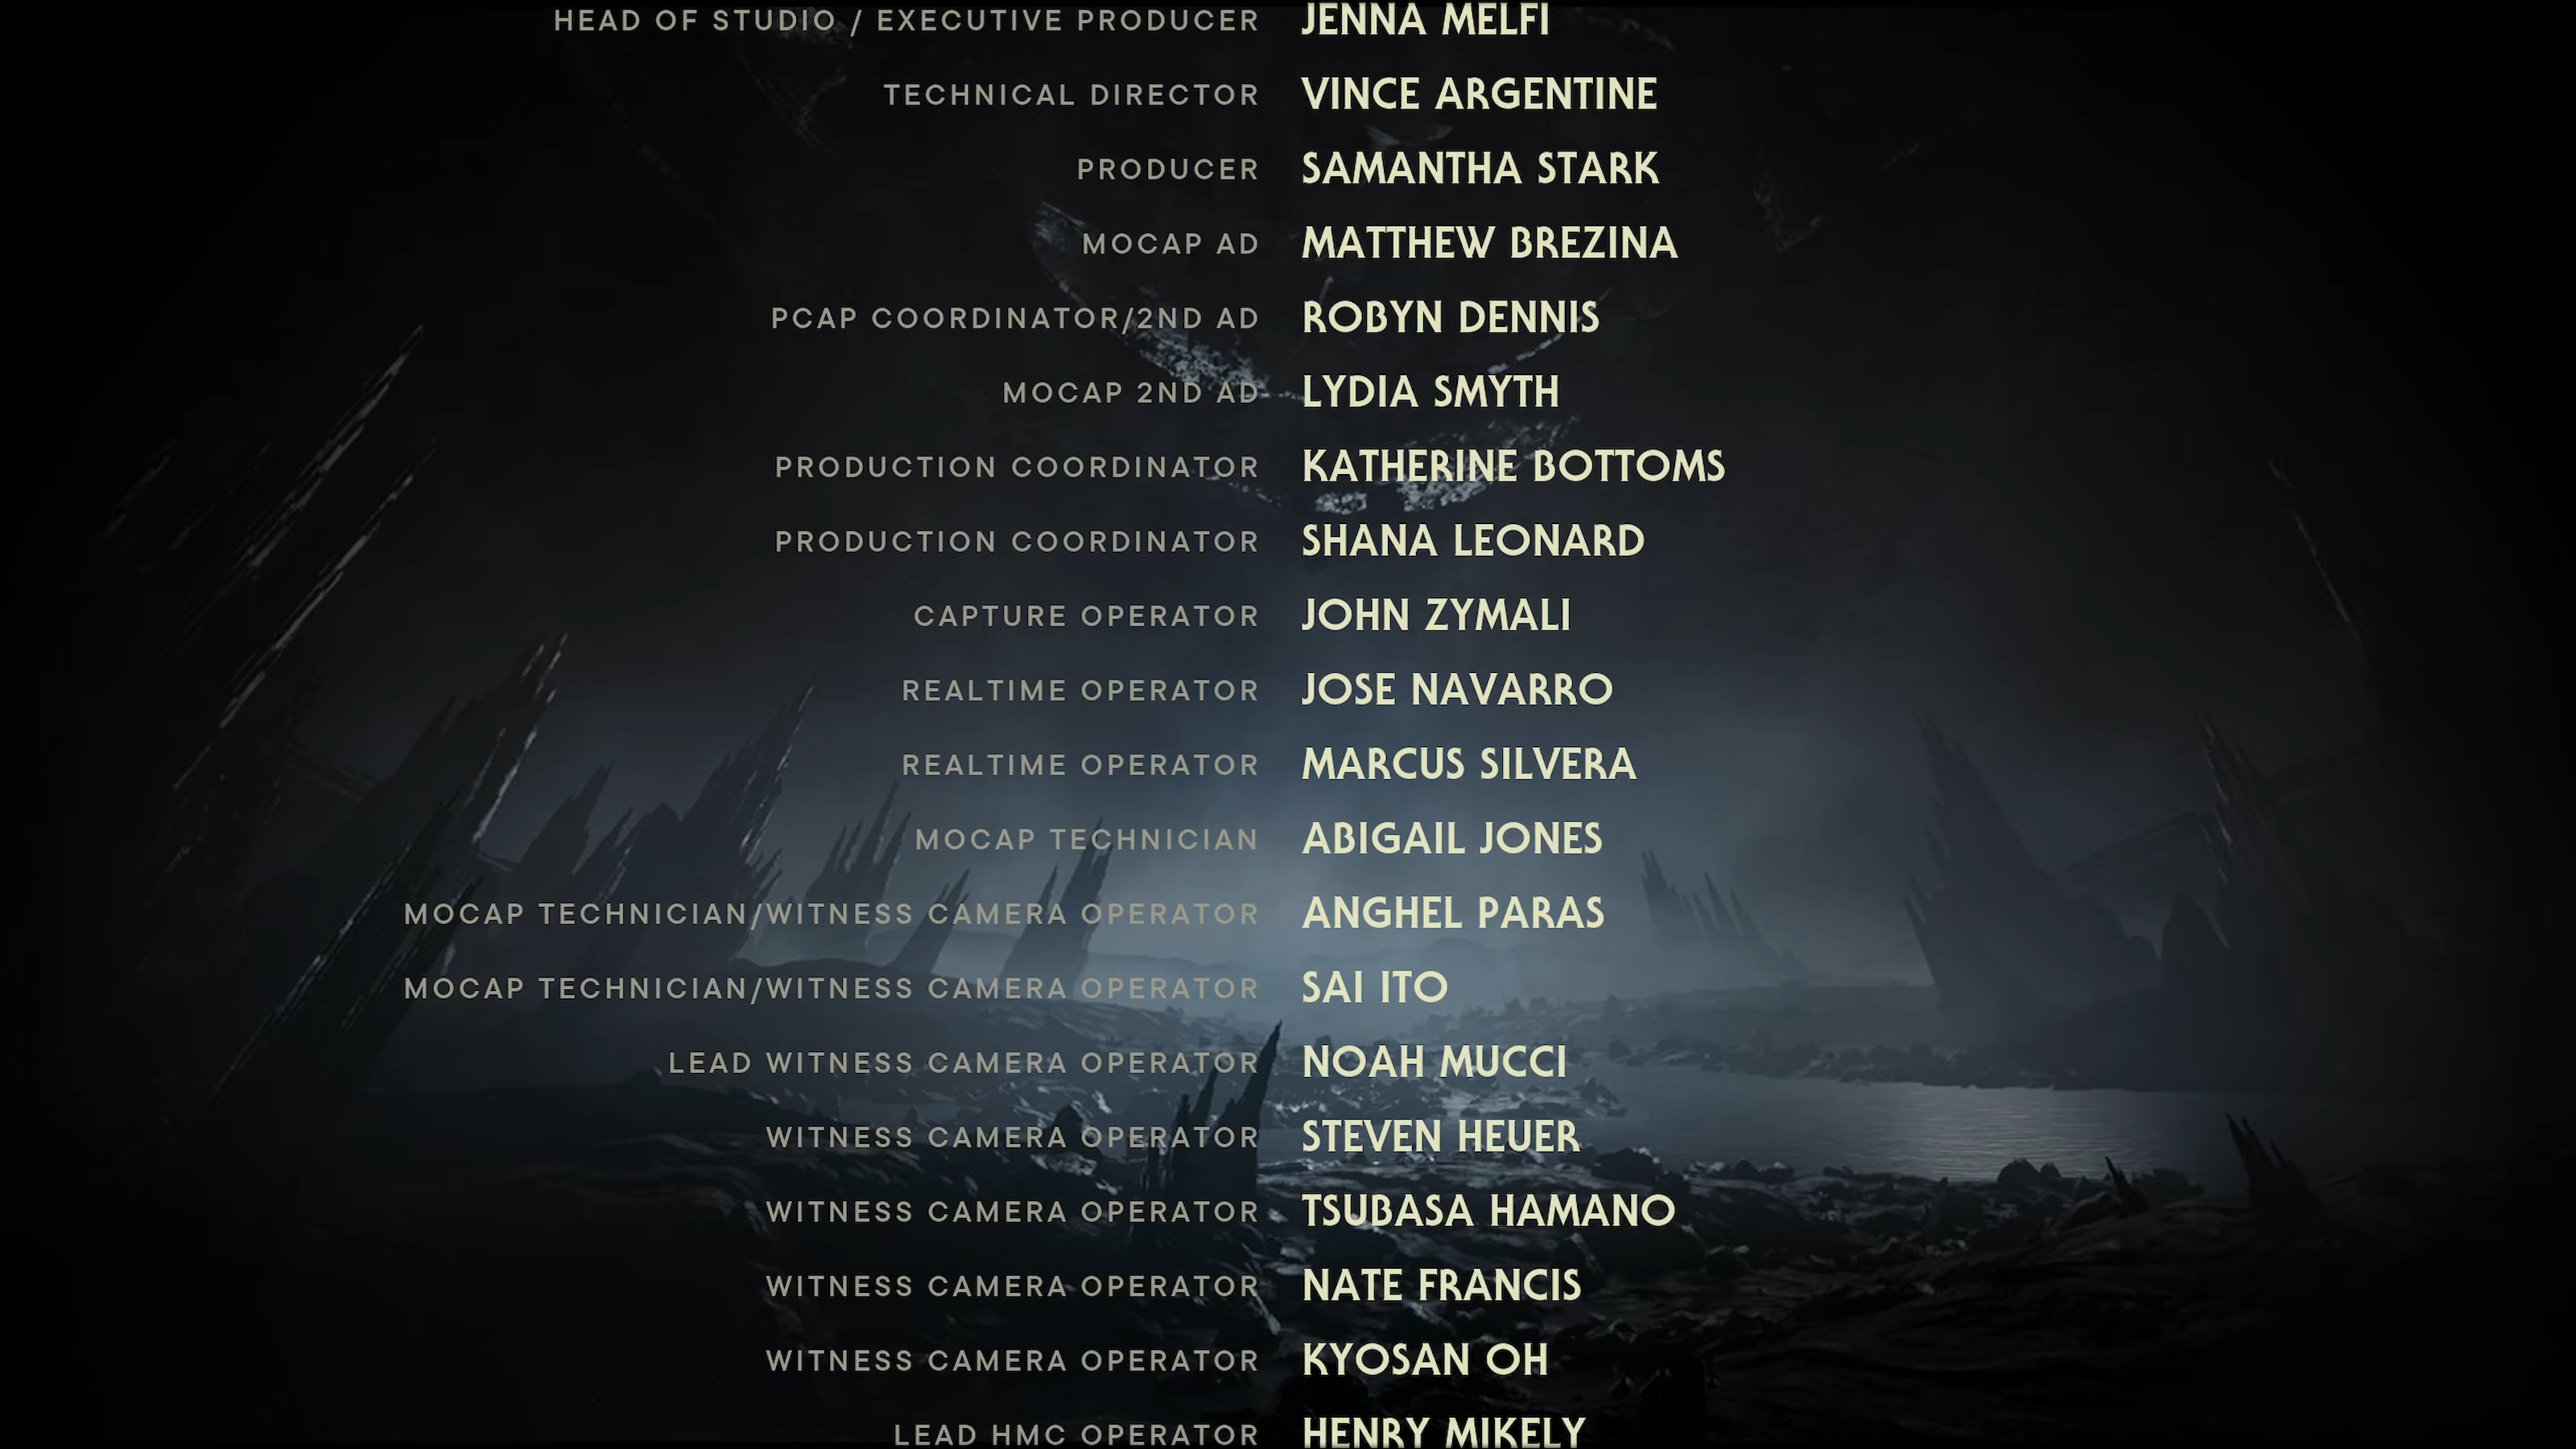 HEAD OF STUDIO / EXECUTIVE PRODUCER JENNA MELFI
TECHNICAL DIRECTOR VINCE ARGENTINE
PRODUCER SAMANTHA STARK
MOCAP AD MATTHEW BREZINA
PCAP COORDINATOR/2ND AD ROBYN DENNIS
MOCAP 2ND AD LYDIA SMYTH
PRODUCTION COORDINATOR KATHERINE BOTTOMS
PRODUCTION COORDINATOR SHANA LEONARD
CAPTURE OPERATOR JOHN ZYMALI
REALTIME OPERATOR JOSE NAVARRO
REALTIME OPERATOR MARCUS SILVERA
MOCAP TECHNICIAN ABIGAIL JONES
MOCAP TECHNICIAN/WITNESS CAMERA OPERATOR ANGHEL PARAS
MOCAP TECHNICIAN/WITNESS CAMERA OPERATOR SAI ITO
LEAD WITNESS CAMERA OPERATOR NOAH MUCCI
WITNESS CAMERA OPERATOR STEVEN HEUER
WITNESS CAMERA OPERATOR TSUBASA HAMANO
WITNESS CAMERA OPERATOR NATE FRANCIS
WITNESS CAMERA OPERATOR KYOSAN OH
LEAD HMC OPERATOR HENRY MIKELY